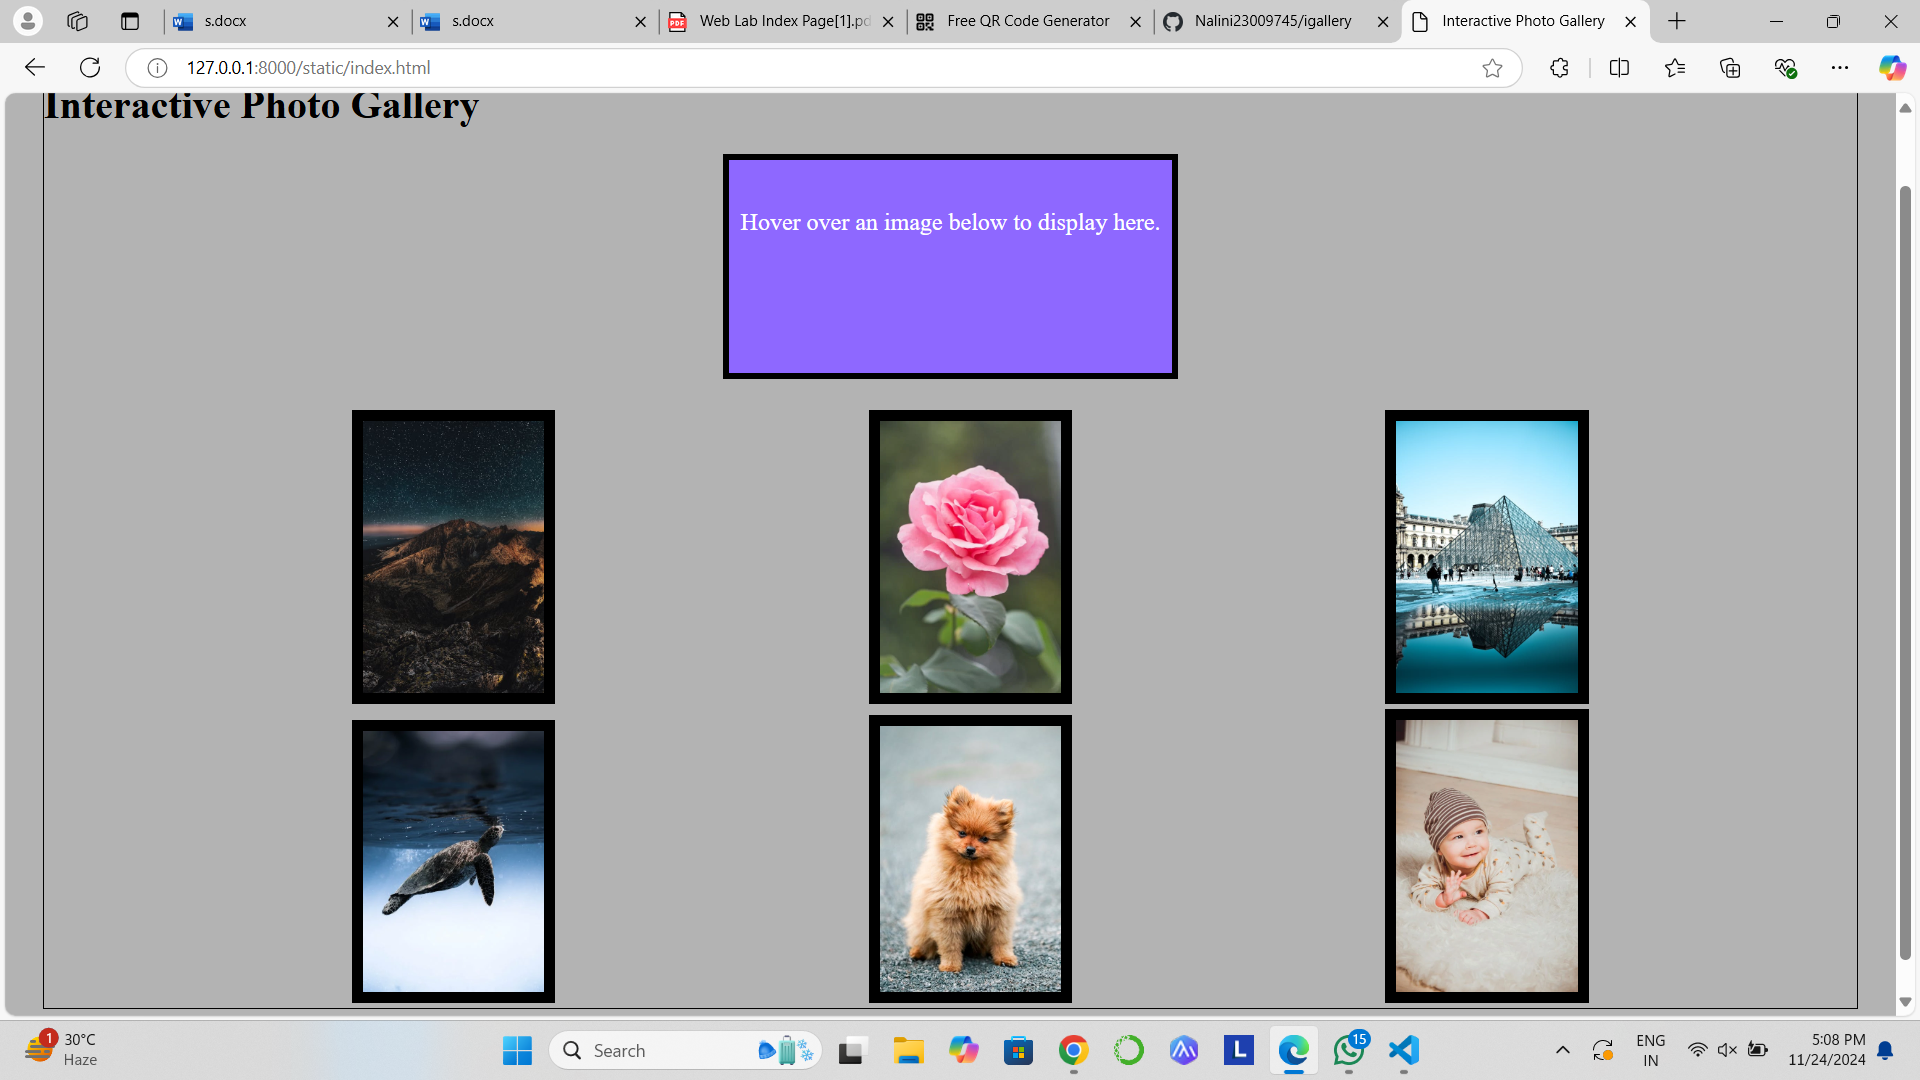 s.docx
s.docx
Web Lab Index Page[1].pd
Free QR Code Generator
Nalini23009745/igallery
Interactive Photo Gallery
127.0.0.1:8000/static/index.html
Interactive Photo Gallery
Hover over an image below to display here.
1
30°C
Haze
Search
L
15
ENG
IN
5:08 PM
11/24/2024